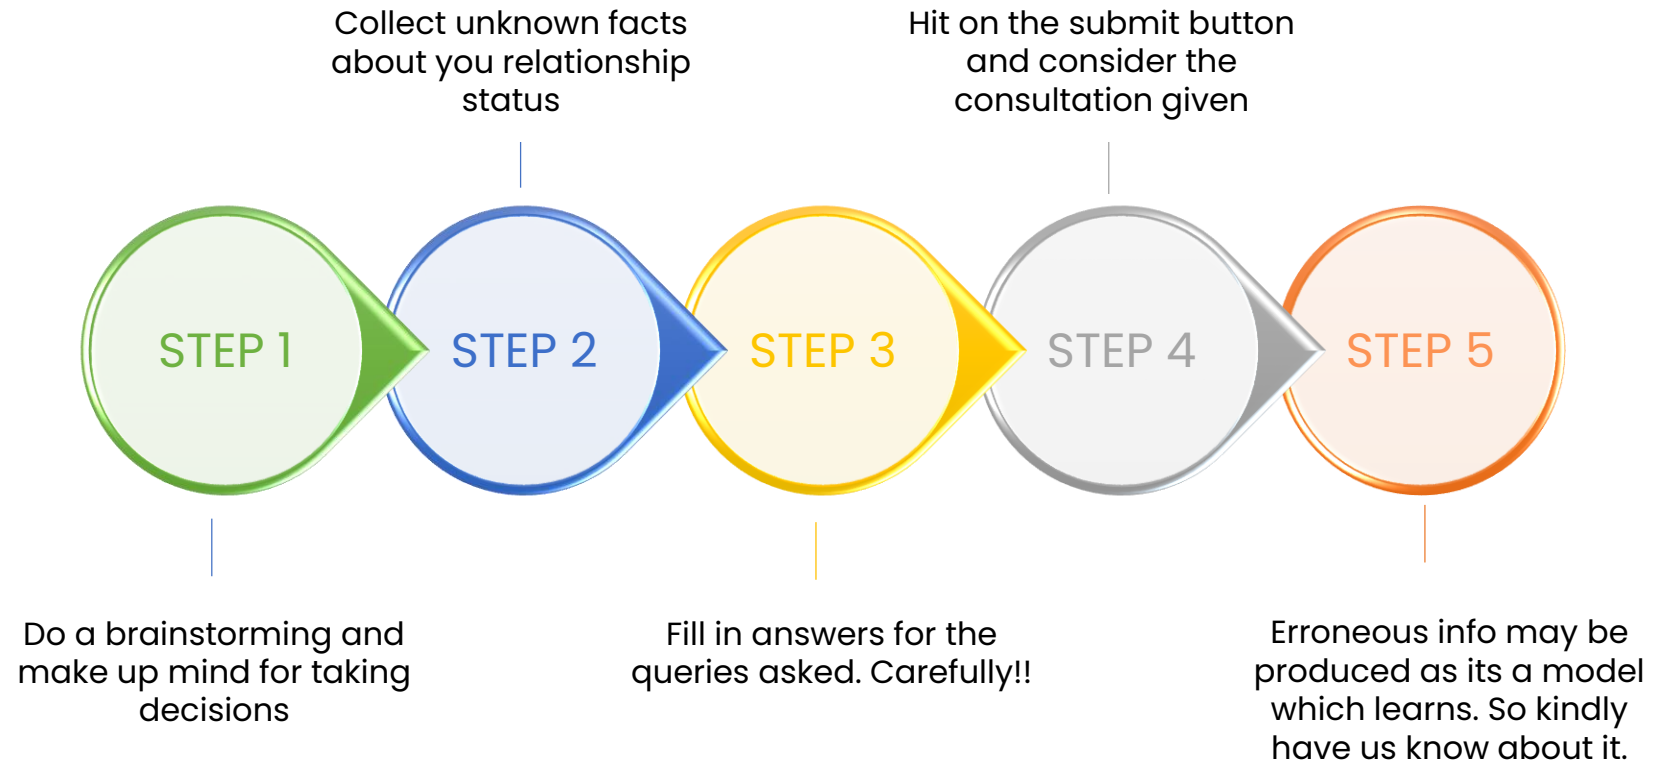 Collect unknown facts
about you relationship
status
Hit on the submit button
and consider the
consultation given
STEP 1
STEP 2
STEP 3
STEP 4
STEP 5
Do a brainstorming and
make up mind for taking
decisions
Fill in answers for the
queries asked. Carefully!!
Erroneous info may be
produced as its a model
which learns. So kindly
have us know about it.